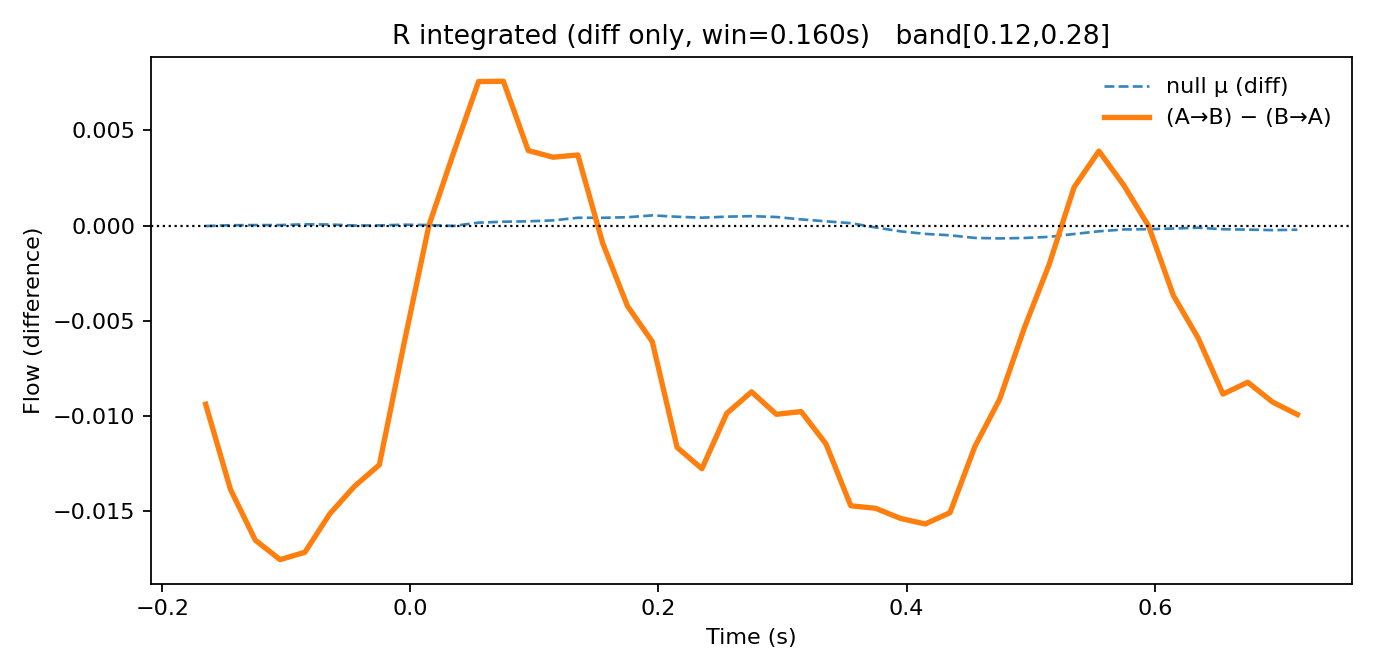 R integrated (diff only, win=0.160s)   band[0.12,0.28]
null μ (diff)
(A→B) − (B→A)
Flow (difference)
0.005
0.000
−0.005
−0.010
−0.015
−0.2
0.0
0.2
0.4
0.6
Time (s)